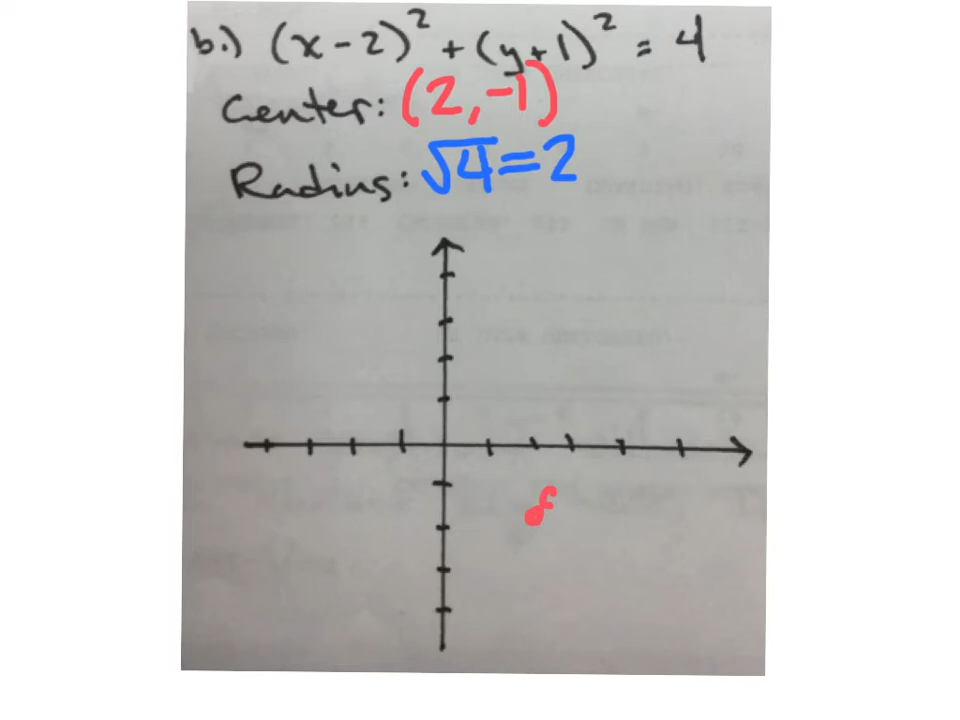 b.) (x-2)² + (y+1)² = 4
Center: (2,-1)
Radius: √4=2